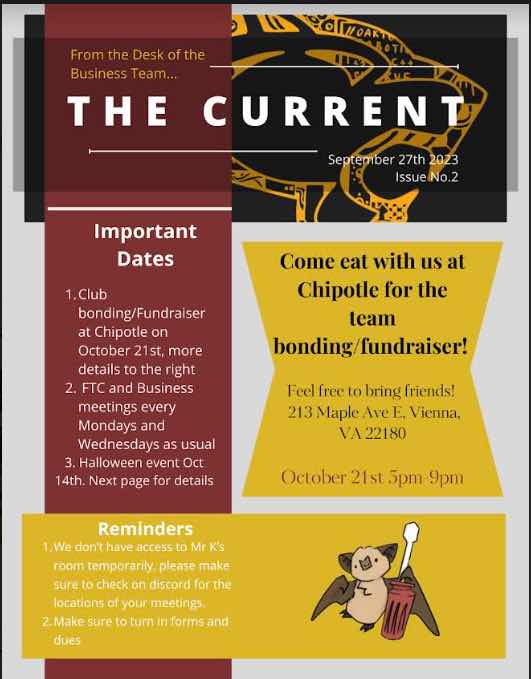 From the Desk of the
Business Team...
THE CURRENT
September 27th 2023
Issue No.2
Important
Dates
1. Club
bonding/Fundraiser
at Chipotle on
October 21st, more
details to the right
2. FTC and Business
meetings every
Mondays and
Wednesdays as usual
3. Halloween event Oct
14th. Next page for details
Come eat with us at
Chipotle for the
team
bonding/fundraiser!
Feel free to bring friends!
213 Maple Ave E, Vienna,
VA 22180
October 21st 5pm-9pm
Reminders
1. We don't have access to Mr K's
room temporarily, please make
sure to check on discord for the
locations of your meetings.
2. Make sure to turn in forms and
dues